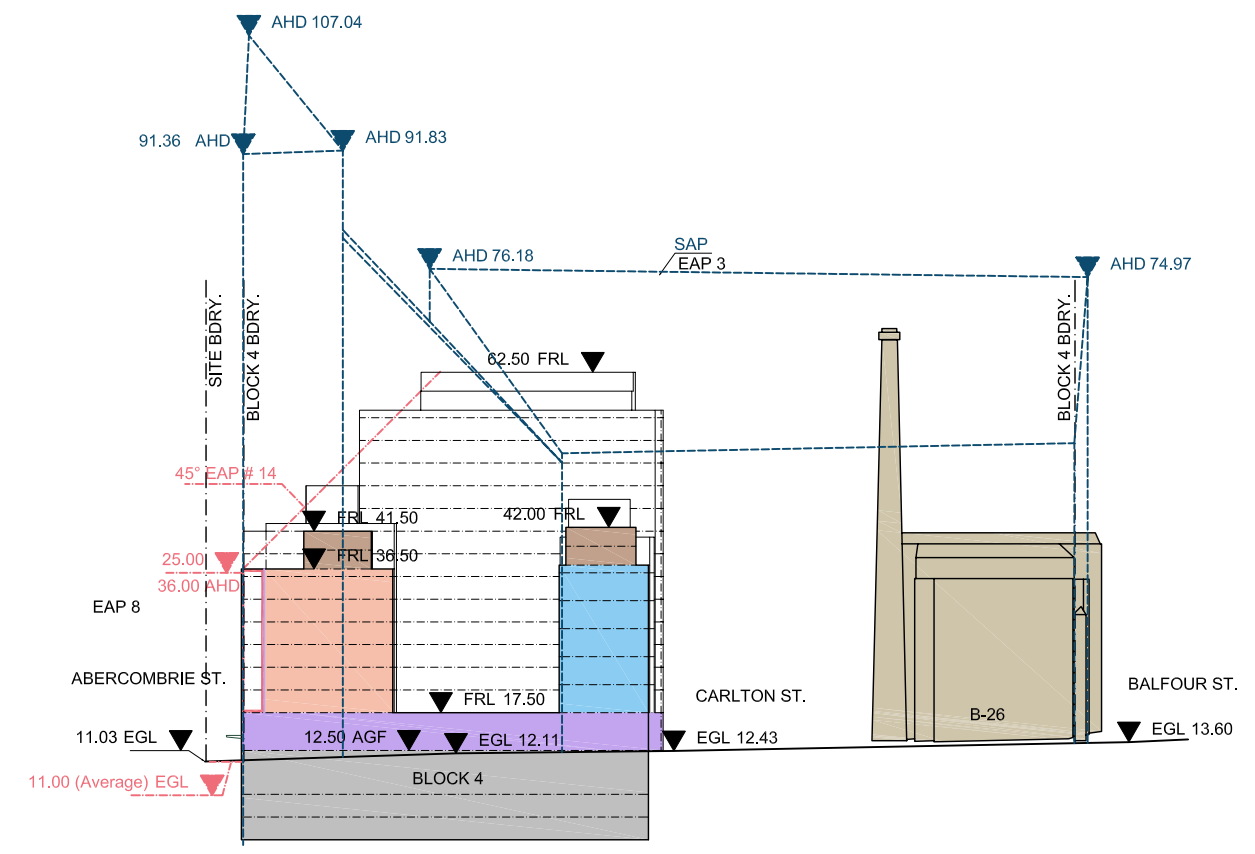 AHD 107.04
91.36 AHD
AHD 91.83
AHD 76.18
SAP
EAP 3
AHD 74.97
SITE BDRY.
BLOCK 4 BDRY.
BLOCK 4 BDRY.
62.50 FRL
45° EAP # 14
FRL 41.50
42.00 FRL
FRL 36.50
25.00
36.00 AHD
EAP 8
ABERCOMBRIE ST.
CARLTON ST.
BALFOUR ST.
FRL 17.50
B-26
11.03 EGL
12.50 AGF
EGL 12.11
EGL 12.43
EGL 13.60
11.00 (Average) EGL
BLOCK 4